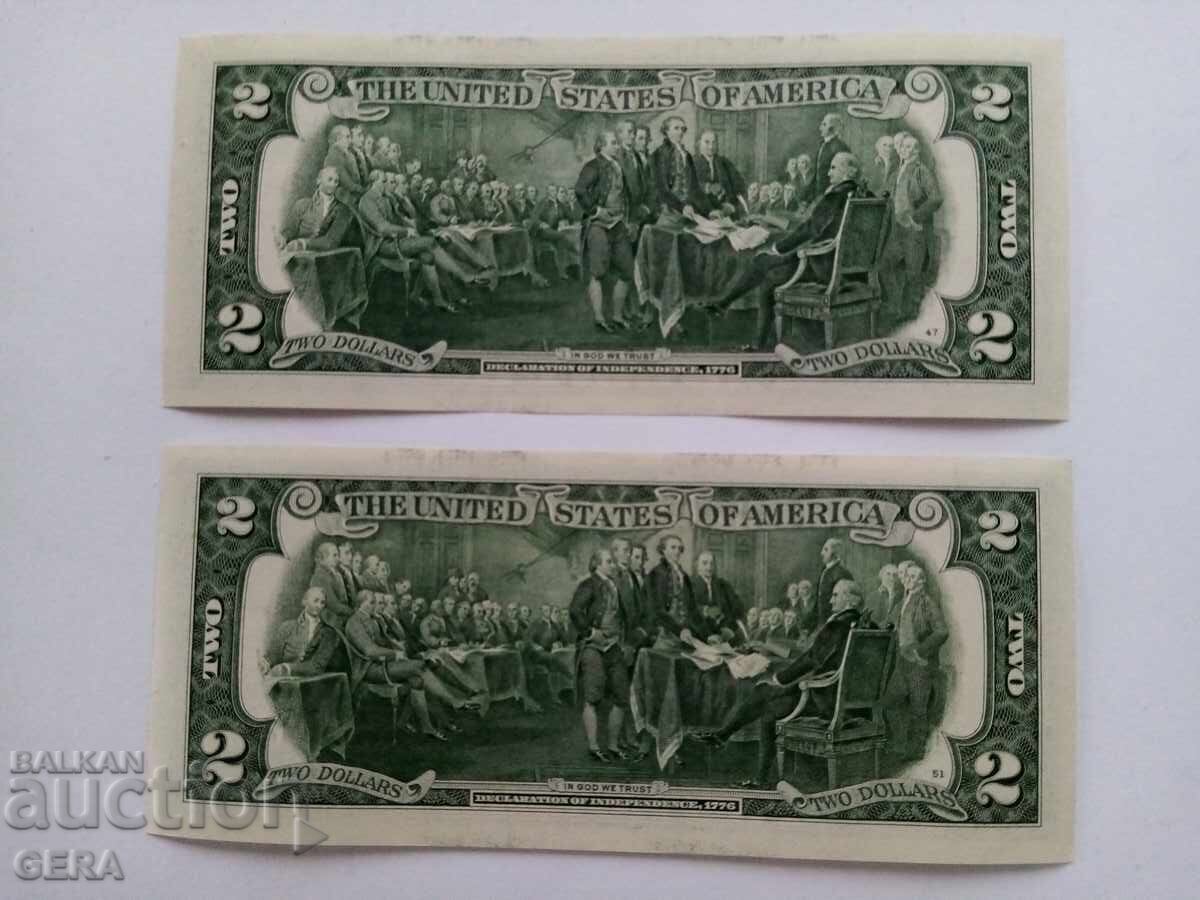 THE UNITED STATES OF AMERICA
2 2
TWO TWO
2 2
47
TWO DOLLARS TWO DOLLARS
IN GOD WE TRUST
DECLARATION OF INDEPENDENCE, 1776
THE UNITED STATES OF AMERICA
2 2
TWO TWO
2 2
51
TWO DOLLARS TWO DOLLARS
IN GOD WE TRUST
DECLARATION OF INDEPENDENCE, 1776
BALKAN
auction
GERA